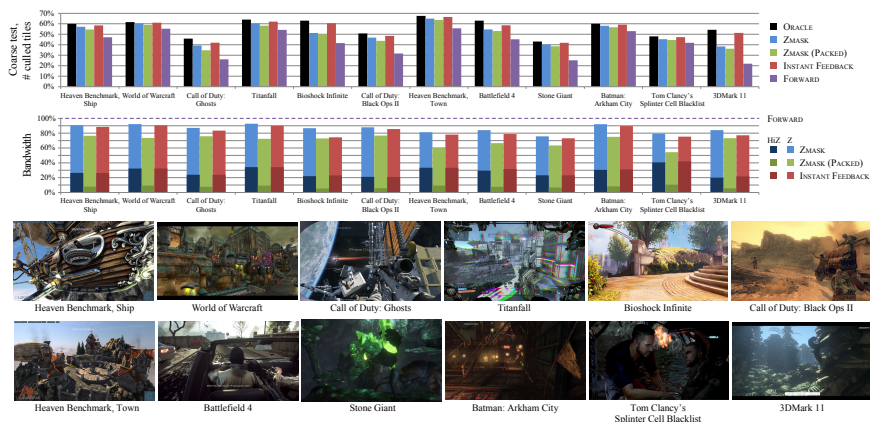 Coarse test,
# culled tiles
70%
60%
50%
40%
30%
20%
10%
0%
Heaven Benchmark, Ship
World of Warcraft
Call of Duty: Ghosts
Titanfall
Bioshock Infinite
Call of Duty: Black Ops II
Heaven Benchmark, Town
Battlefield 4
Stone Giant
Batman: Arkham City
Tom Clancy's Splinter Cell Blacklist
3DMark 11
ORACLE
ZMASK
ZMASK (PACKED)
INSTANT FEEDBACK
FORWARD
Bandwidth
100%
80%
60%
40%
20%
0%
Heaven Benchmark, Ship
World of Warcraft
Call of Duty: Ghosts
Titanfall
Bioshock Infinite
Call of Duty: Black Ops II
Heaven Benchmark, Town
Battlefield 4
Stone Giant
Batman: Arkham City
Tom Clancy's Splinter Cell Blacklist
3DMark 11
FORWARD
HiZ Z
ZMASK
ZMASK (PACKED)
INSTANT FEEDBACK
Heaven Benchmark, Ship
World of Warcraft
Call of Duty: Ghosts
Titanfall
Bioshock Infinite
Call of Duty: Black Ops II
Heaven Benchmark, Town
Battlefield 4
Stone Giant
Batman: Arkham City
Tom Clancy's
Splinter Cell Blacklist
3DMark 11